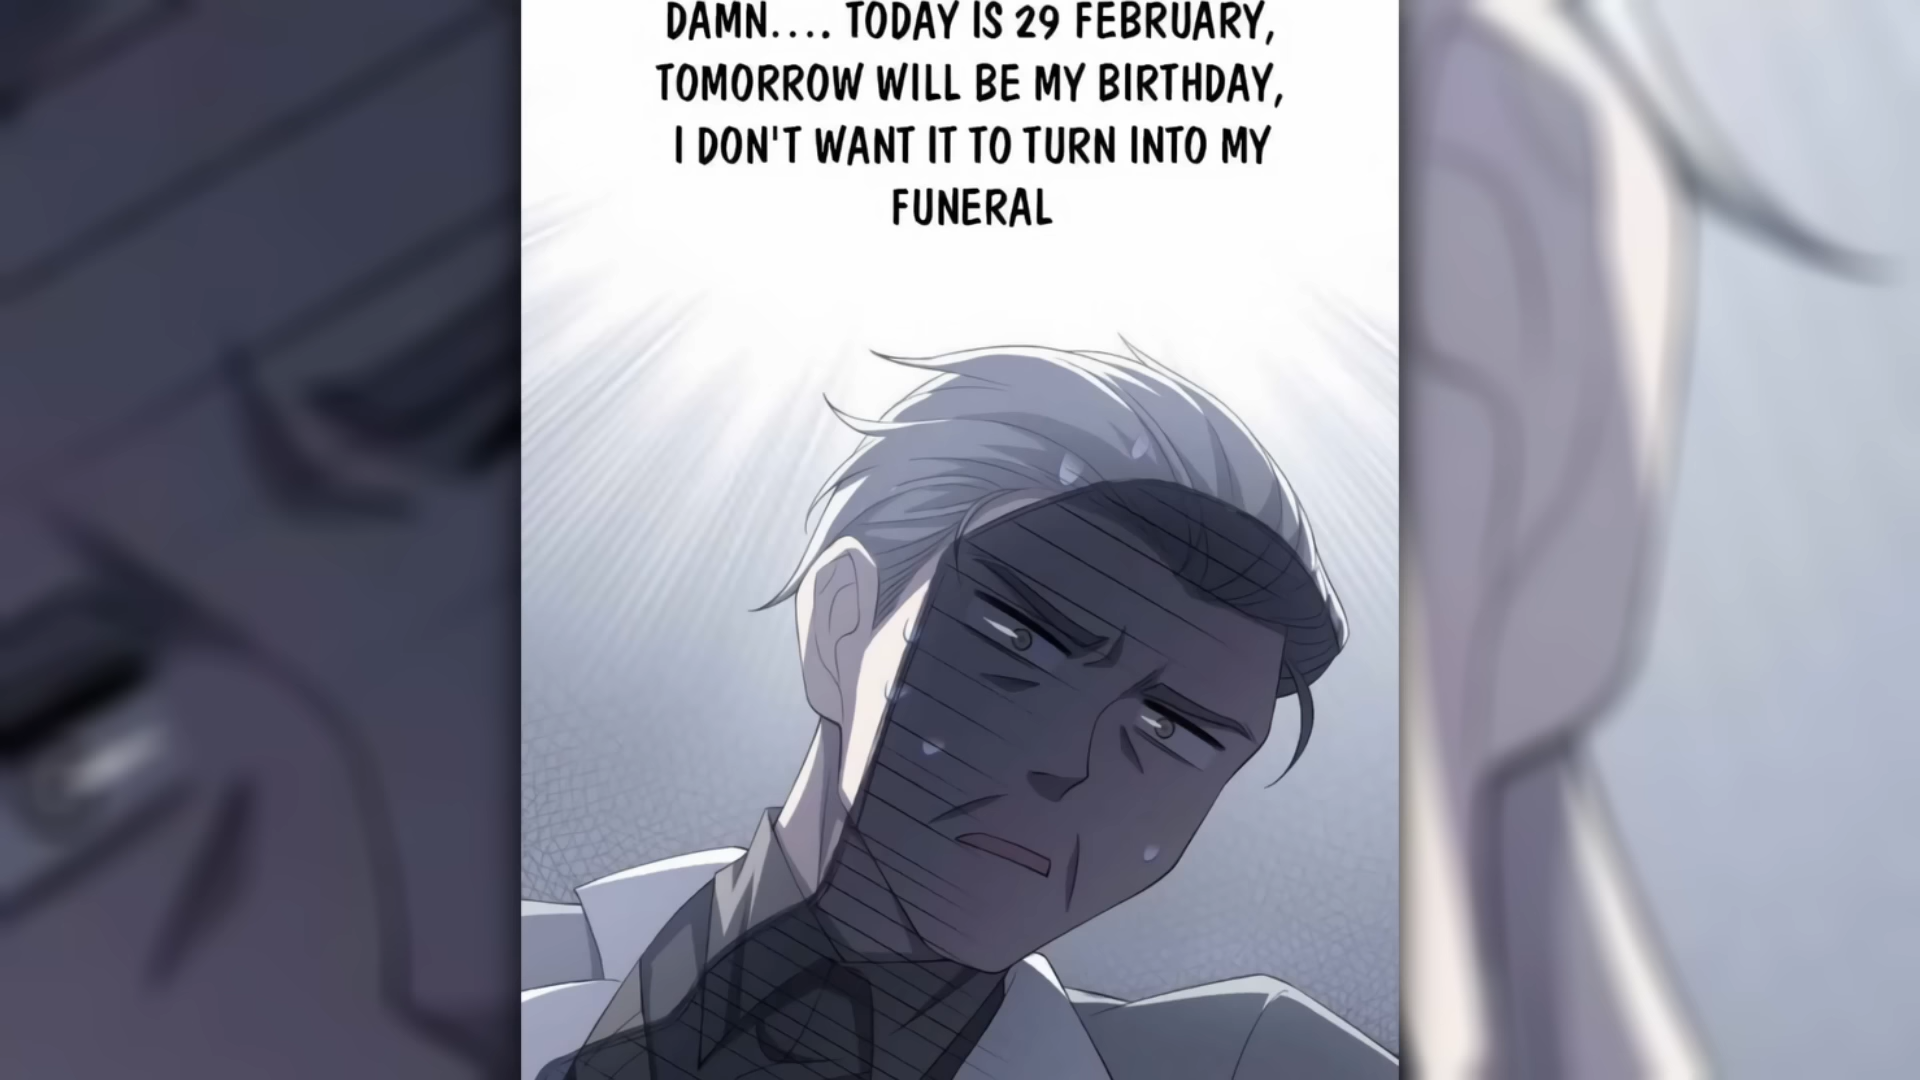 DAMN.... TODAY IS 29 FEBRUARY,
TOMORROW WILL BE MY BIRTHDAY,
I DON'T WANT IT TO TURN INTO MY
FUNERAL